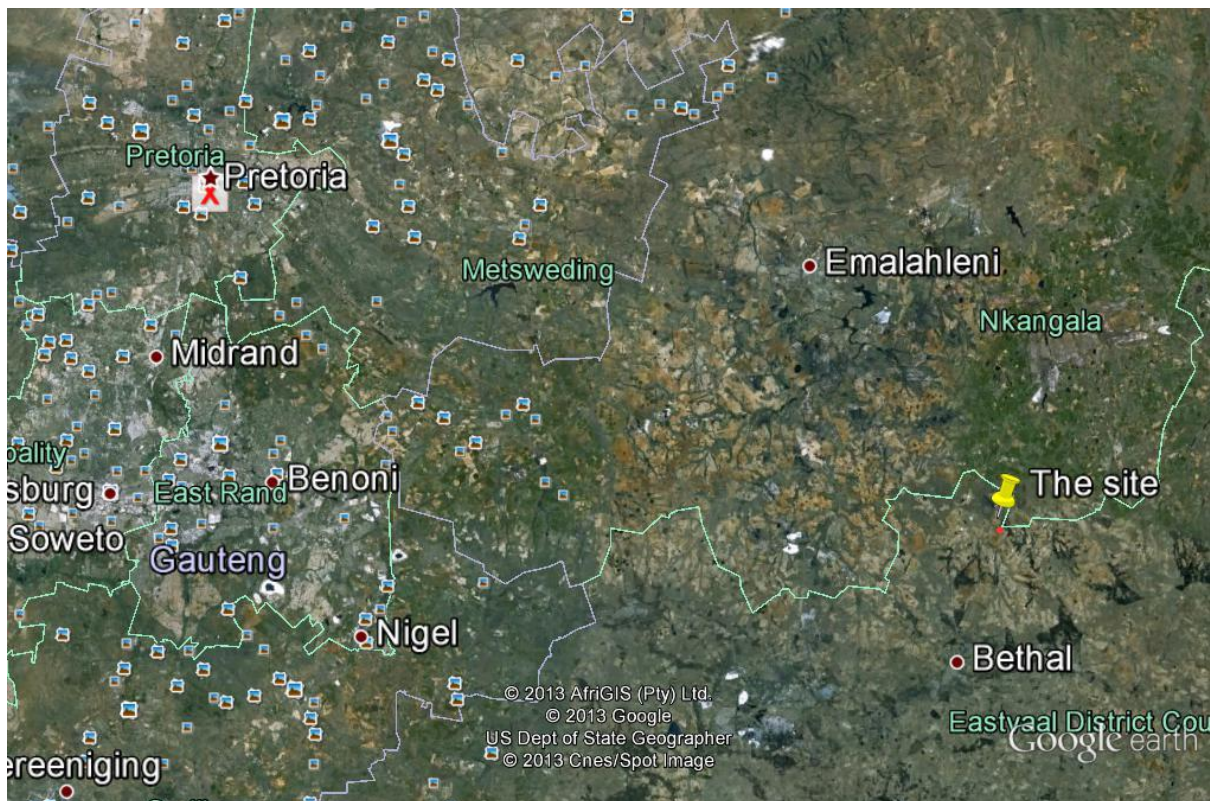 Pretoria
Pretoria
Emalahleni
Metsweding
Nkangala
Midrand
pality
Benoni
sburg
East Rand
The site
Soweto
Gauteng
Nigel
Bethal
© 2013 AfriGIS (Pty) Ltd.
© 2013 Google
US Dept of State Geographer
© 2013 Cnes/Spot Image
Eastvaal District Cou
Google earth
ereeniging